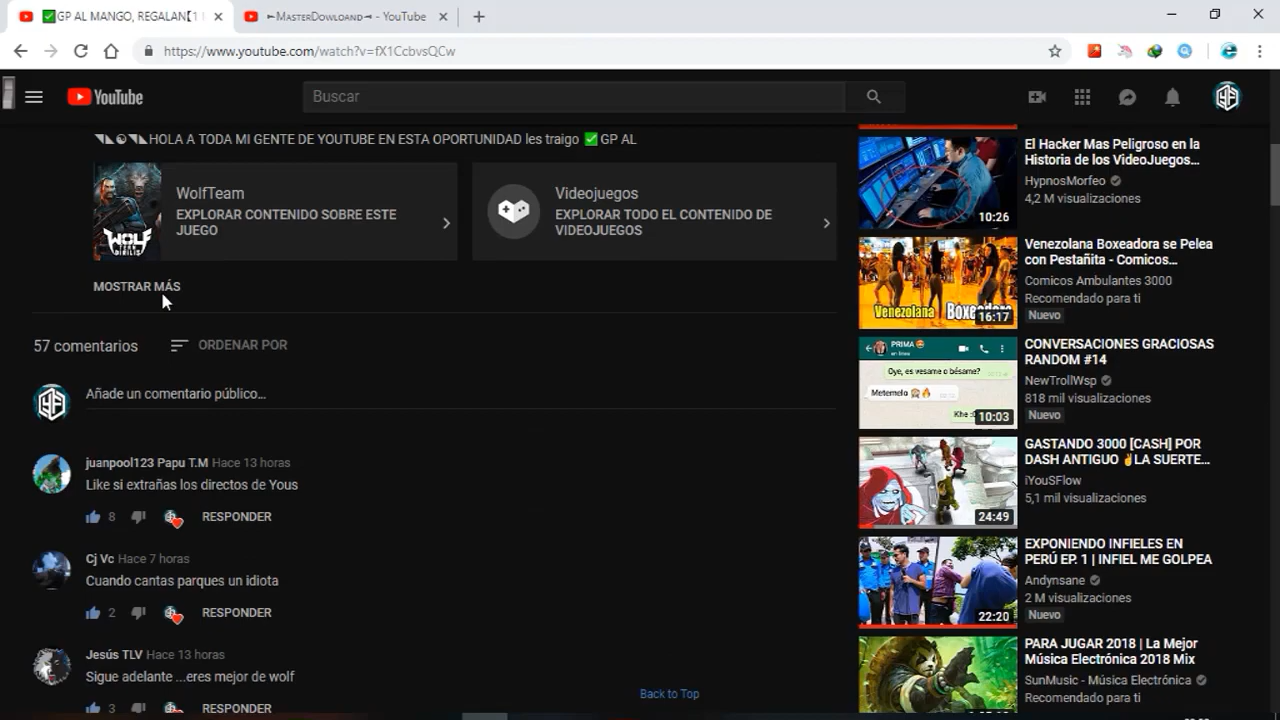 ✅GP AL MANGO, REGALAN【1
►MasterDowloand◄ - YouTube
https://www.youtube.com/watch?v=fX1CcbvsQCw
YouTube
Buscar
HOLA A TODA MI GENTE DE YOUTUBE EN ESTA OPORTUNIDAD les traigo ✅GP AL
WolfTeam
EXPLORAR CONTENIDO SOBRE ESTE
JUEGO
Videojuegos
EXPLORAR TODO EL CONTENIDO DE
VIDEOJUEGOS
MOSTRAR MÁS
57 comentarios
ORDENAR POR
Añade un comentario público...
juanpool123 Papu T.M Hace 13 horas
Like si extrañas los directos de Yous
8
RESPONDER
Cj Vc Hace 7 horas
Cuando cantas parques un idiota
2
RESPONDER
Jesús TLV Hace 13 horas
Sigue adelante ...eres mejor de wolf
3
RESPONDER
Back to Top
10:26
El Hacker Mas Peligroso en la
Historia de los VideoJuegos...
HypnosMorfeo
4,2 M visualizaciones
Venezolana
Boxeadora
16:17
Venezolana Boxeadora se Pelea
con Pestañita - Comicos...
Comicos Ambulantes 3000
Recomendado para ti
Nuevo
PRIMA
en línea
Oye, es vesame o bésame?
Metemelo
Khe
10:03
CONVERSACIONES GRACIOSAS
RANDOM #14
NewTrollWsp
818 mil visualizaciones
Nuevo
24:49
GASTANDO 3000 [CASH] POR
DASH ANTIGUO ✌LA SUERTE...
iYouSFlow
5,1 mil visualizaciones
22:20
EXPONIENDO INFIELES EN
PERÚ EP. 1 | INFIEL ME GOLPEA
Andynsane
2 M visualizaciones
Nuevo
PARA JUGAR 2018 | La Mejor
Música Electrónica 2018 Mix
SunMusic - Música Electrónica
Recomendado para ti